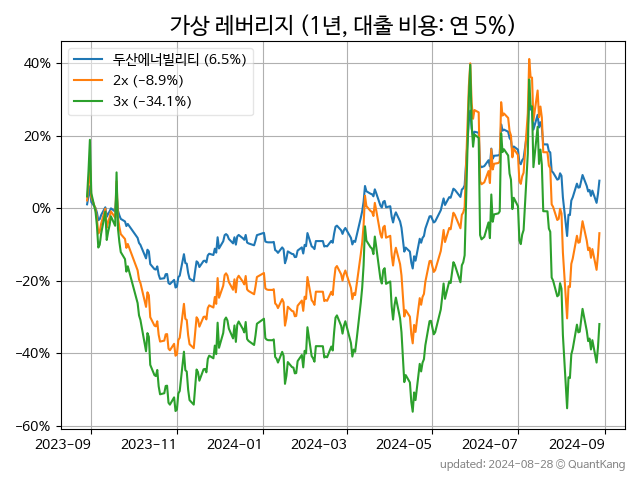 가상 레버리지 (1년, 대출 비용: 연 5%)
두산에너빌리티 (6.5%)
2x (−8.9%)
3x (−34.1%)
40%
20%
0%
−20%
−40%
−60%
2023−09 2023−11 2024−01 2024−03 2024−05 2024−07 2024−09
updated: 2024-08-28 © QuantKang